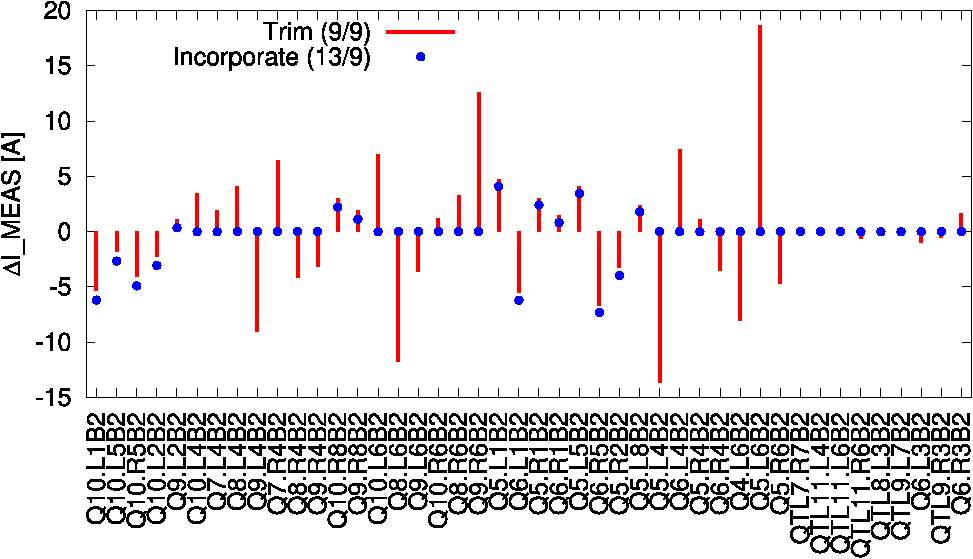 20
15
10
5
0
-5
-10
-15
ΔI_MEAS [A]
Trim (9/9)
Incorporate (13/9)
Q10.L1B2
Q10.L5B2
Q10.R5B2
Q10.L2B2
Q9.L2B2
Q10.L4B2
Q7.L4B2
Q8.L4B2
Q9.L4B2
Q7.R4B2
Q8.R4B2
Q9.R4B2
Q10.R8B2
Q9.R8B2
Q10.L6B2
Q8.L6B2
Q9.L6B2
Q10.R6B2
Q8.R6B2
Q9.R6B2
Q5.L1B2
Q6.L1B2
Q5.R1B2
Q6.R1B2
Q5.L5B2
Q6.R5B2
Q5.R2B2
Q5.L8B2
Q5.L4B2
Q6.L4B2
Q5.R4B2
Q6.R4B2
Q4.L6B2
Q5.L6B2
Q5.R6B2
QTL7.R7B2
QTL11.L4B2
QTL11.L6B2
QTL11.R6B2
QTL8.L3B2
QTL9.L7B2
Q6.L3B2
QTL9.R3B2
Q6.R3B2